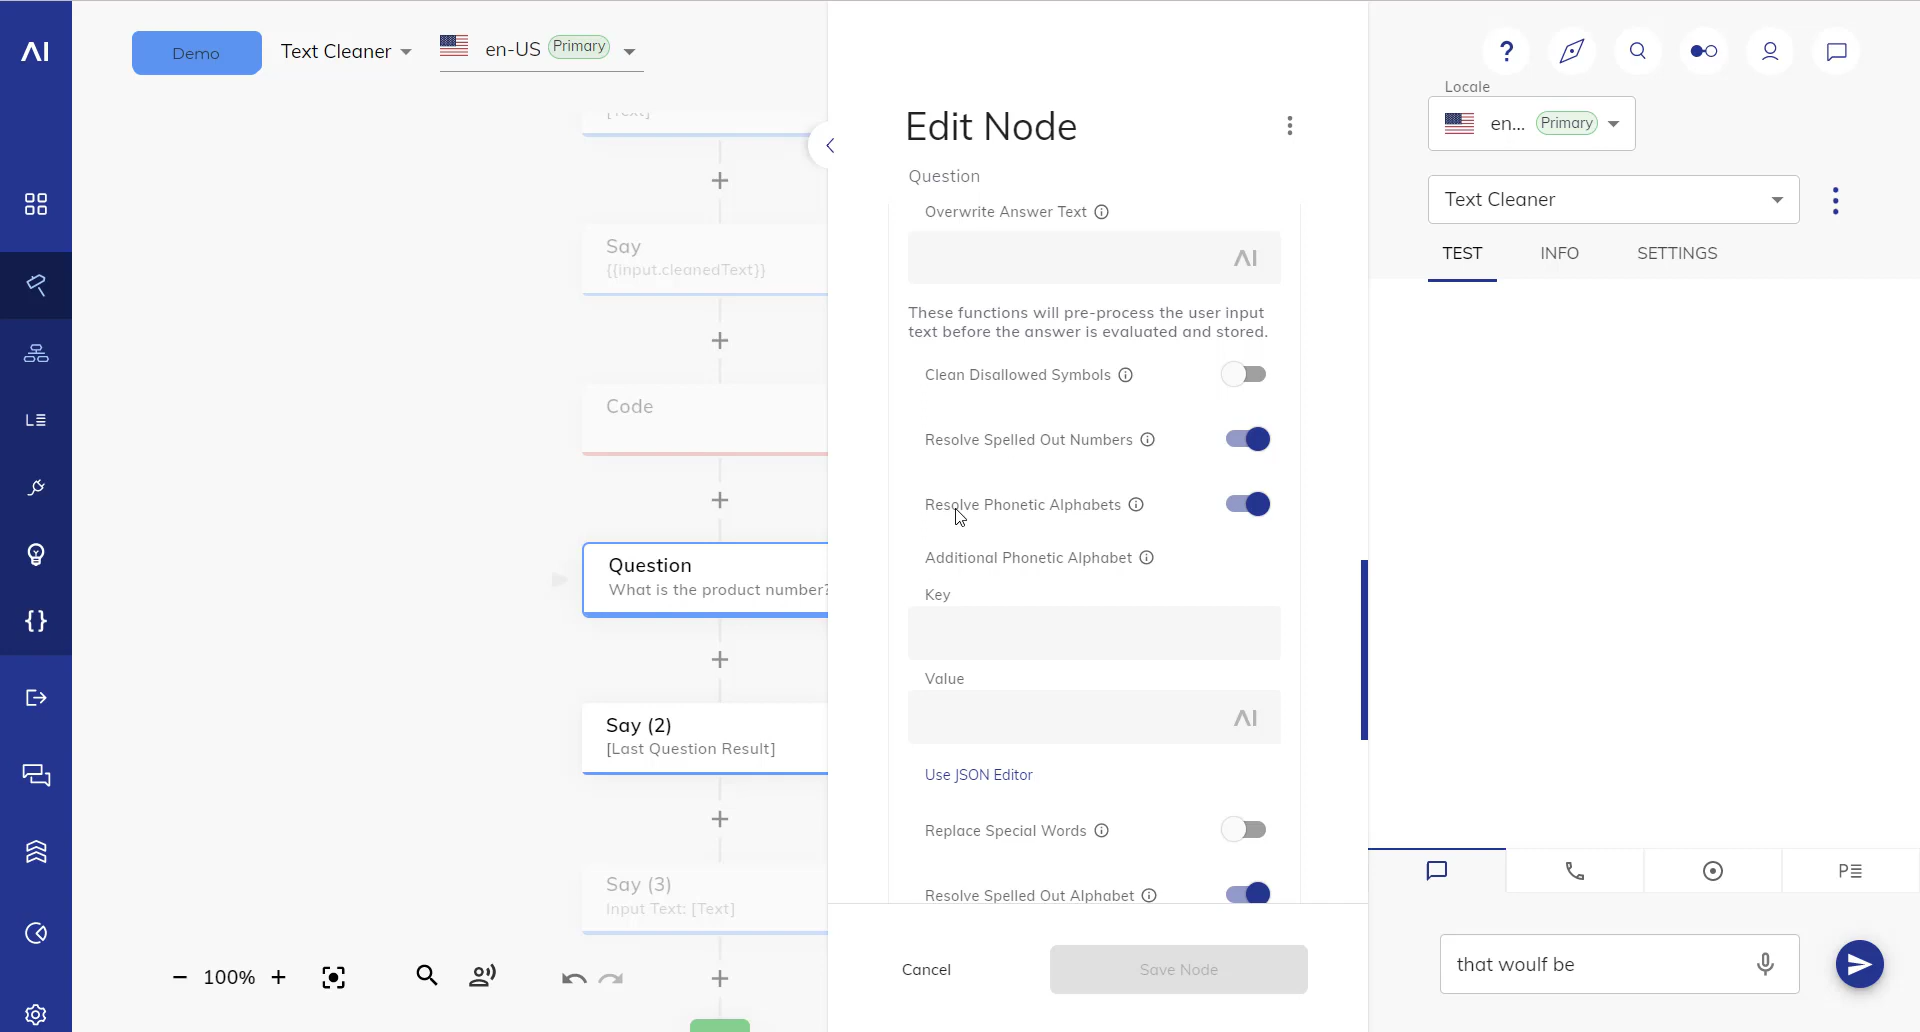 Demo
Text Cleaner
en-US Primary
[Text]
Say
{{input.cleanedText}}
Code
Question
What is the product number?
Say (2)
[Last Question Result]
Say (3)
Input Text: [Text]
100%
Edit Node
Question
Overwrite Answer Text
AI
These functions will pre-process the user input
text before the answer is evaluated and stored.
Clean Disallowed Symbols
Resolve Spelled Out Numbers
Resolve Phonetic Alphabets
Additional Phonetic Alphabet
Key
Value
AI
Use JSON Editor
Replace Special Words
Resolve Spelled Out Alphabet
Cancel
Save Node
?
Locale
en... Primary
Text Cleaner
TEST
INFO
SETTINGS
that woulf be
AI